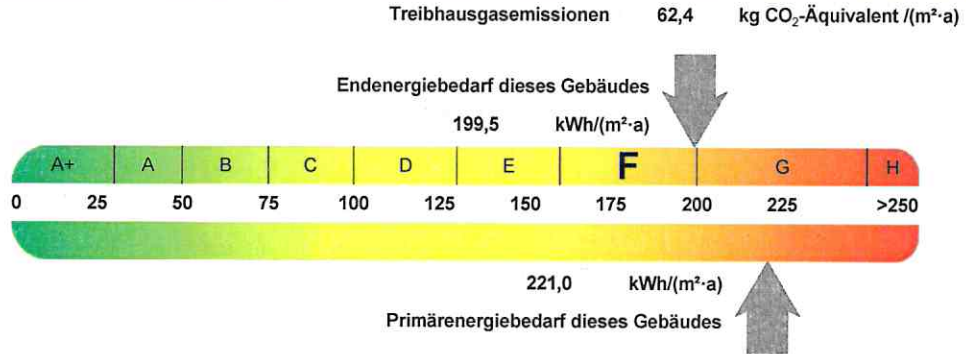 Treibhausgasemissionen 62,4 kg CO₂-Äquivalent /(m²·a)
Endenergiebedarf dieses Gebäudes
199,5 kWh/(m²·a)
A+ A B C D E F G H
0 25 50 75 100 125 150 175 200 225 >250
221,0 kWh/(m²·a)
Primärenergiebedarf dieses Gebäudes